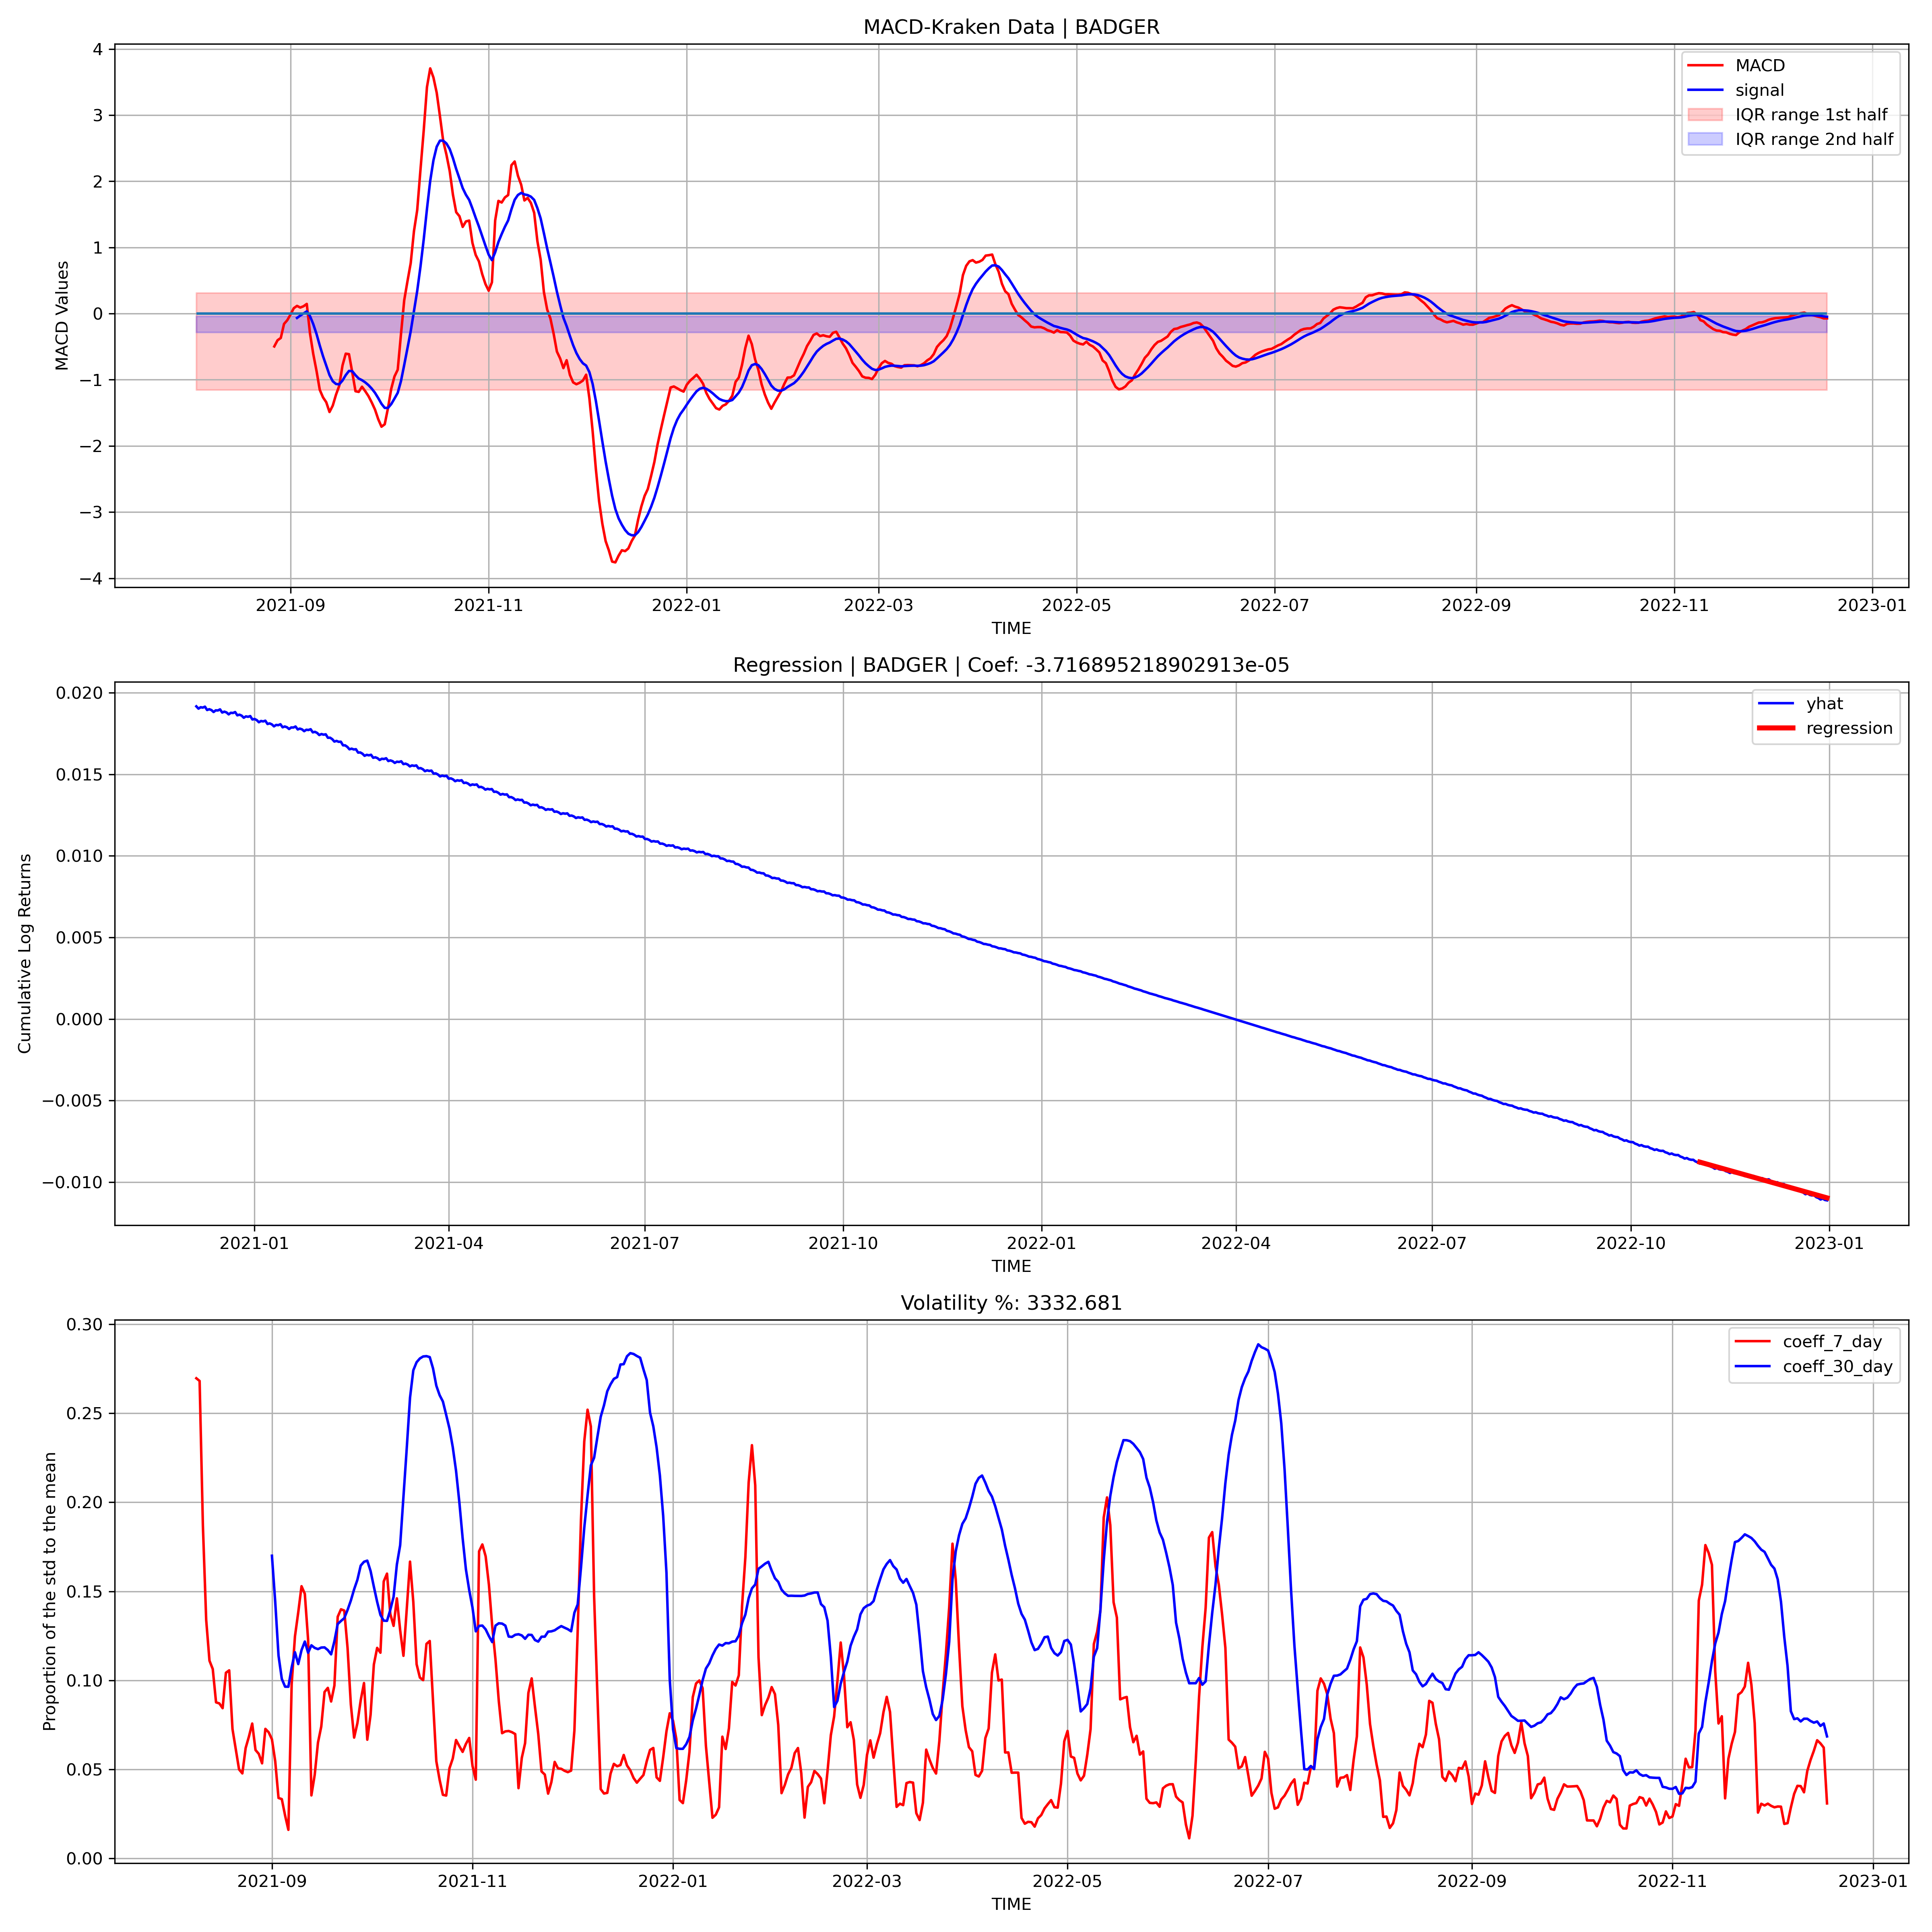 MACD-Kraken Data | BADGER
MACD Values
4
3
2
1
0
−1
−2
−3
−4
MACD
signal
IQR range 1st half
IQR range 2nd half
2021-09 2021-11 2022-01 2022-03 2022-05 2022-07 2022-09 2022-11 2023-01
TIME
Regression | BADGER | Coef: -3.716895218902913e-05
Cumulative Log Returns
0.020
0.015
0.010
0.005
0.000
−0.005
−0.010
yhat
regression
2021-01 2021-04 2021-07 2021-10 2022-01 2022-04 2022-07 2022-10 2023-01
TIME
Volatility %: 3332.681
Proportion of the std to the mean
0.30
0.25
0.20
0.15
0.10
0.05
0.00
coeff_7_day
coeff_30_day
2021-09 2021-11 2022-01 2022-03 2022-05 2022-07 2022-09 2022-11 2023-01
TIME